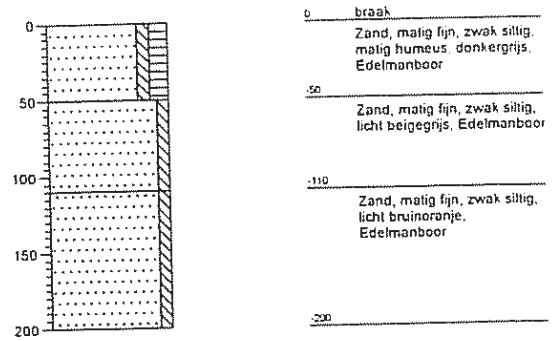 0
50
100
150
200
0 braak
Zand, matig fijn, zwak siltig,
matig humeus, donkergrijs,
Edelmanboor
-50
Zand, matig fijn, zwak siltig,
licht beigegrijs, Edelmanboor
-110
Zand, matig fijn, zwak siltig,
licht bruinoranje,
Edelmanboor
-200